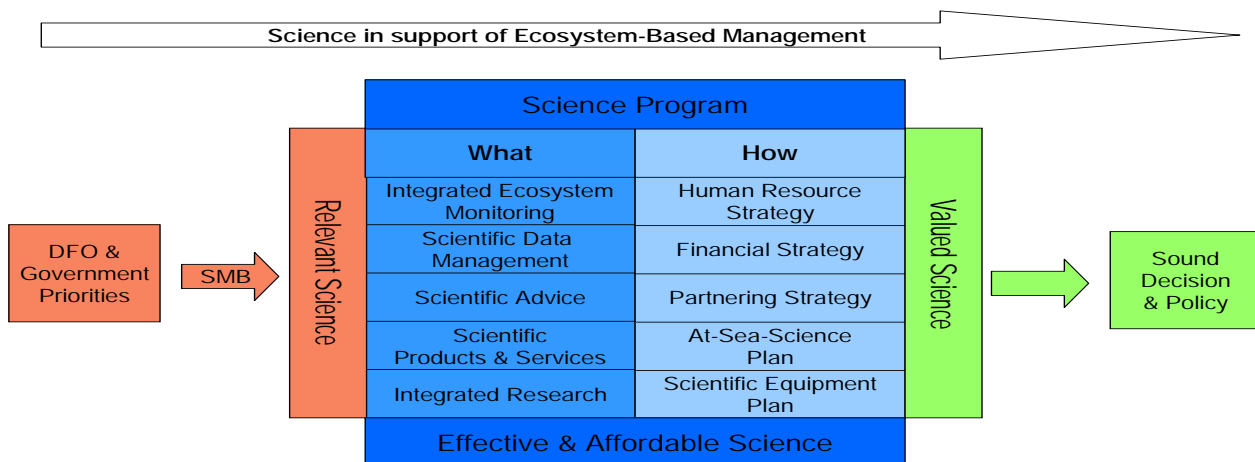 Science in support of Ecosystem-Based Management
Science Program
What
How
Relevant Science
Integrated Ecosystem
Monitoring
Human Resource
Strategy
Valued Science
DFO &
Government
Priorities
SMB
Scientific Data
Management
Financial Strategy
Scientific Advice
Partnering Strategy
Sound
Decision
& Policy
Scientific
Products & Services
At-Sea-Science
Plan
Integrated Research
Scientific Equipment
Plan
Effective & Affordable Science